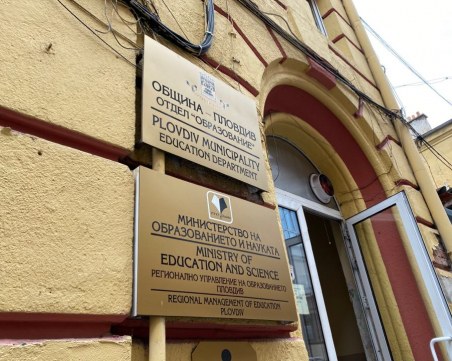 ОБЩИНА ПЛОВДИВ
ОТДЕЛ "ОБРАЗОВАНИЕ"
PLOVDIV MUNICIPALITY
EDUCATION DEPARTMENT
МИНИСТЕРСТВО НА
ОБРАЗОВАНИЕТО И НАУКАТА
MINISTRY OF
EDUCATION AND SCIENCE
РЕГИОНАЛНО УПРАВЛЕНИЕ НА ОБРАЗОВАНИЕТО
ПЛОВДИВ
REGIONAL MANAGEMENT OF EDUCATION
PLOVDIV